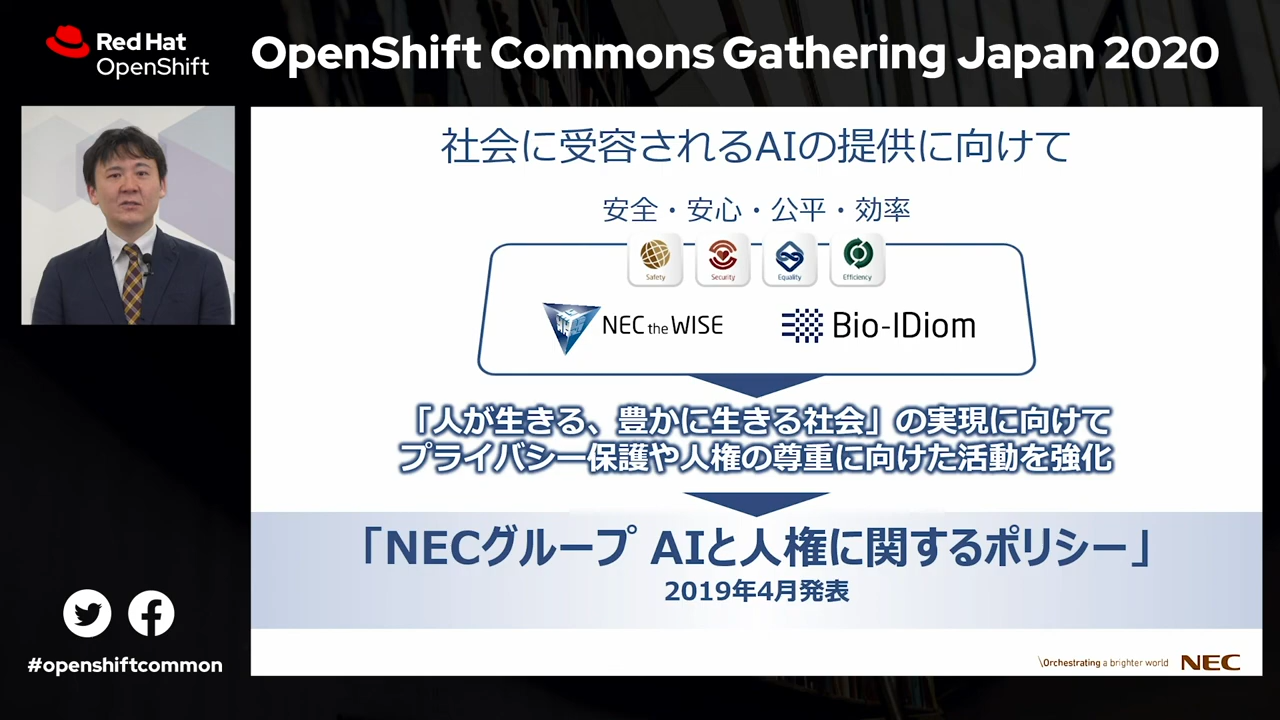 Red Hat
OpenShift
OpenShift Commons Gathering Japan 2020
社会に受容されるAIの提供に向けて
安全・安心・公平・効率
Safety
Security
Equality
Efficiency
NEC the WISE
Bio-IDiom
「人が生きる、豊かに生きる社会」の実現に向けて
プライバシー保護や人権の尊重に向けた活動を強化
「NECグループ AIと人権に関するポリシー」
2019年4月発表
#openshiftcommon
\Orchestrating a brighter world
NEC